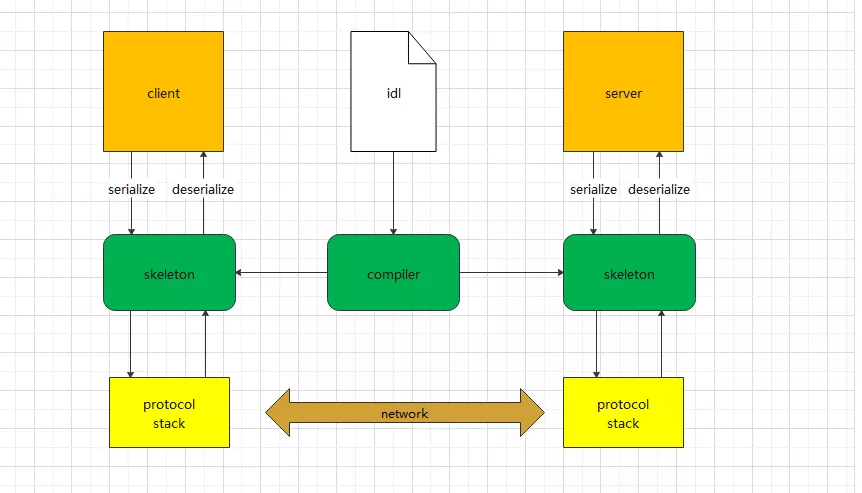 client
idl
server
serialize
deserialize
serialize
deserialize
skeleton
compiler
skeleton
protocol
stack
network
protocol
stack